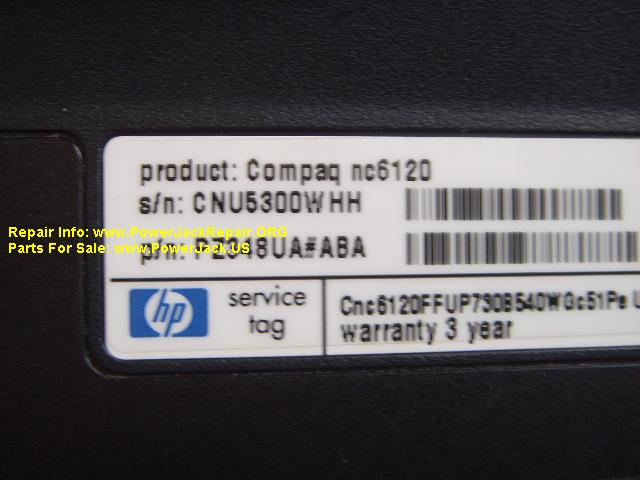 product: Compaq nc6120
s/n: CNU5300WHH
Repair Info: www.PowerJackRepair.ORG
Parts For Sale: www.PowerJack.US
p/n:
hp
service
tag
Cnc6120FFUP730B540WGc51Pe U
warranty 3 year